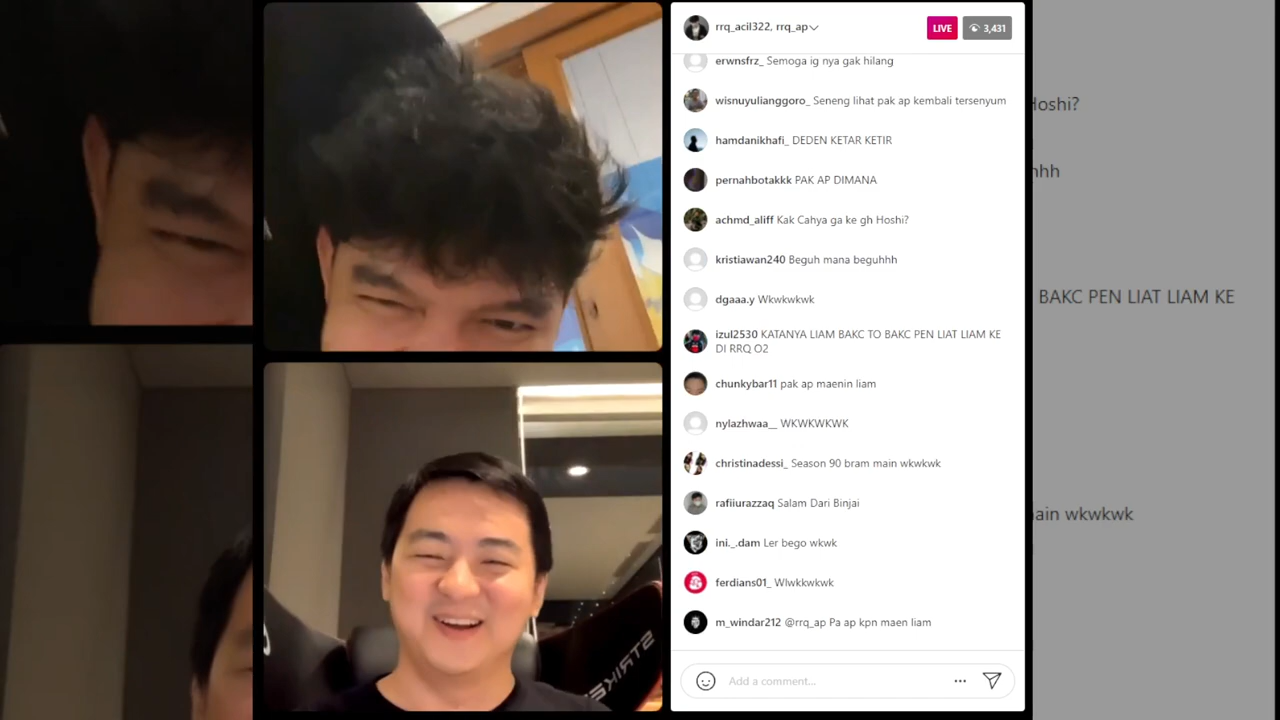 rrq_acil322, rrq_ap
LIVE
3,431
erwnsfrz_ Semoga ig nya gak hilang
wisnuyulianggoro_ Seneng lihat pak ap kembali tersenyum
hamdanikhafi_ DEDEN KETAR KETIR
pernahbotakkk PAK AP DIMANA
achmd_aliff Kak Cahya ga ke gh Hoshi?
kristiawan240 Beguh mana beguhhh
dgaaa.y Wkwkwkwk
izul2530 KATANYA LIAM BAKC TO BAKC PEN LIAT LIAM KE
DI RRQ O2
chunkybar11 pak ap maenin liam
nylazhwaa__ WKWKWKWK
christinadessi_ Season 90 bram main wkwkwk
rafiiurazzaq Salam Dari Binjai
ini._.dam Ler bego wkwk
ferdians01_ Wlwkkwkwk
m_windar212 @rrq_ap Pa ap kpn maen liam
Add a comment...
Hoshi?
hhh
BAKC PEN LIAT LIAM KE
ain wkwkwk